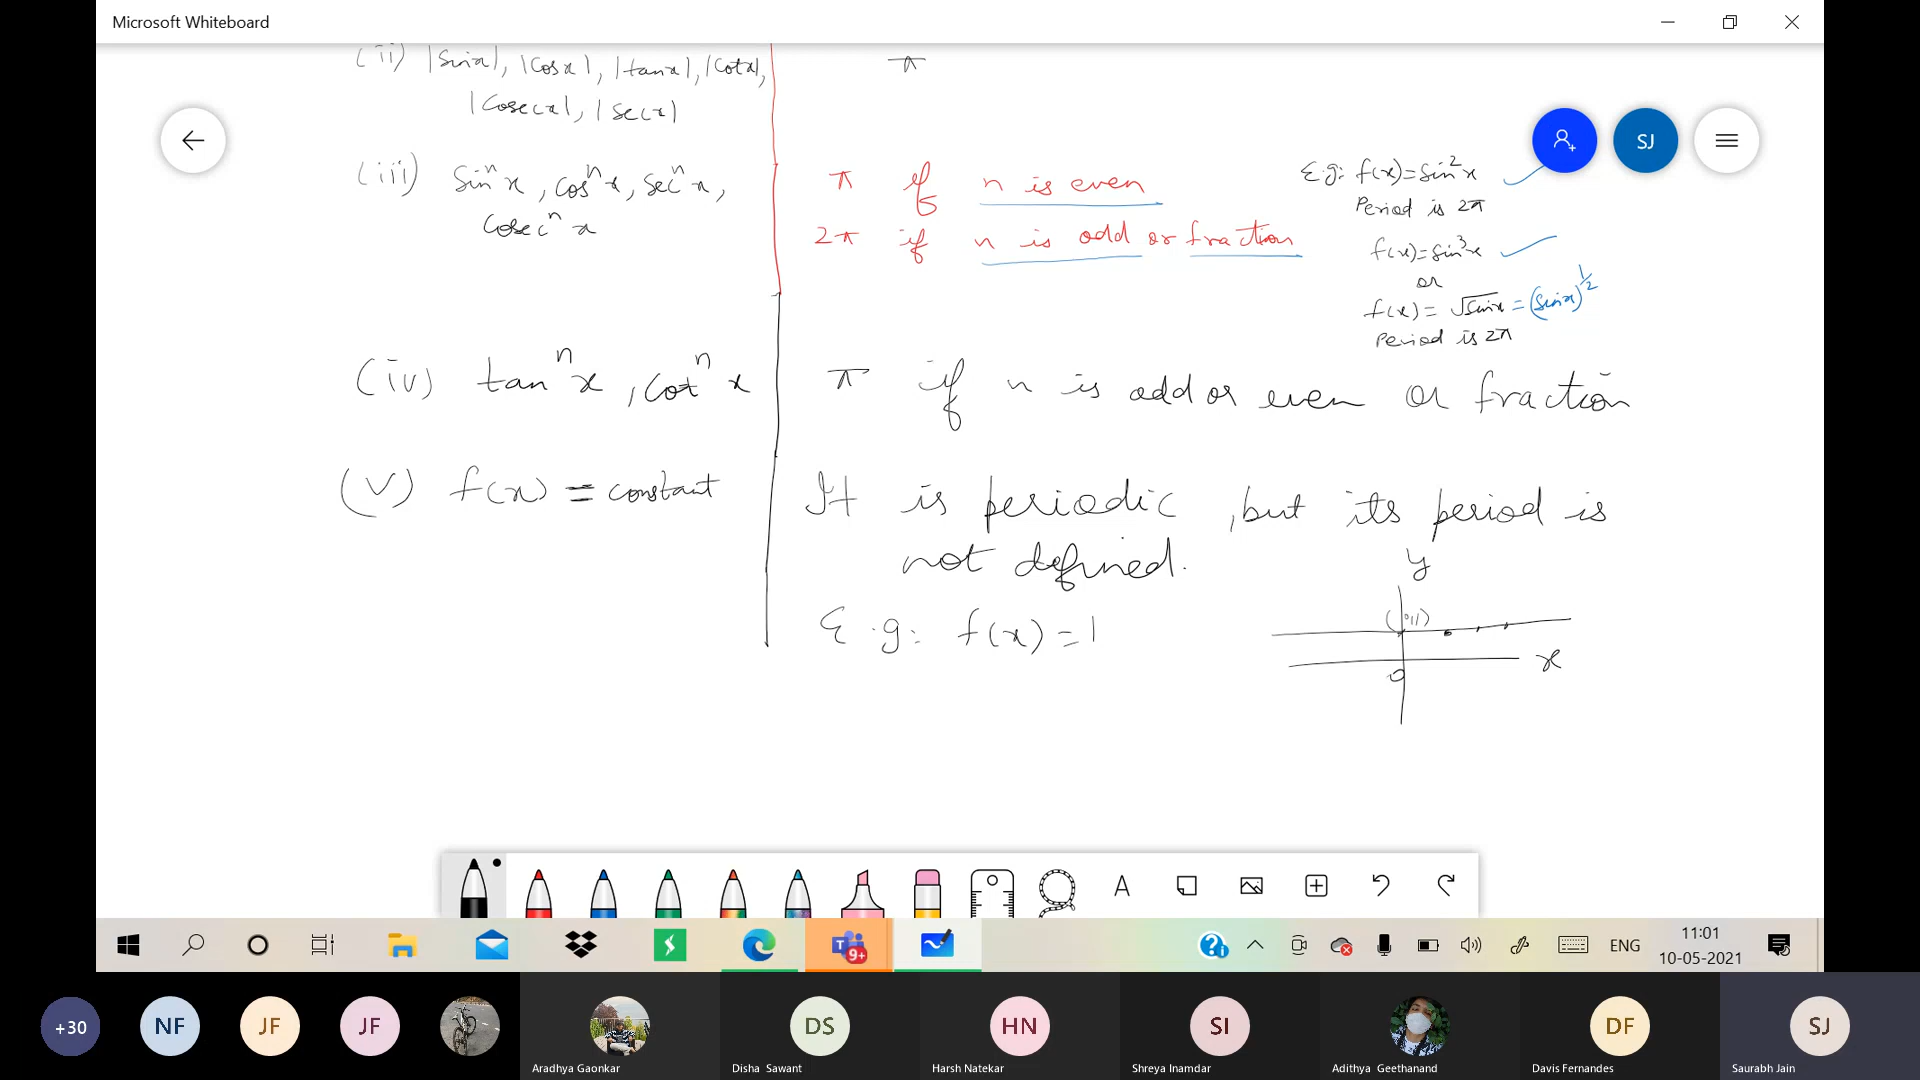 Microsoft Whiteboard
(ii) |Sinx|, |Cosx|, |tanx|, |Cotx|,
|Cosecx|, |Secx|
π
(iii) Sinⁿx, Cosⁿx, Secⁿx,
Cosecⁿx
π if n is even
2π if n is odd or fraction
E.g: f(x)=Sin²x
Period is 2π
f(x)=Sin³x
or
f(x)= √Sinx = (Sinx)^1/2
Period is 2π
(iv) tanⁿx, Cotⁿx
π if n is odd or even or fraction
(v) f(x) = constant
It is periodic, but its period is
not defined.
E.g: f(x)=1
y
(0,1)
x
O
SJ
A
T
9+
ENG
11:01
10-05-2021
+30
NF
JF
JF
DS
HN
SI
DF
SJ
Aradhya Gaonkar
Disha Sawant
Harsh Natekar
Shreya Inamdar
Adithya Geethanand
Davis Fernandes
Saurabh Jain